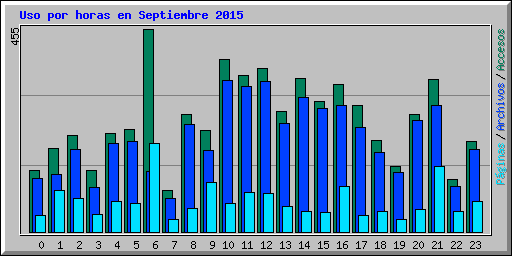 Uso por horas en Septiembre 2015
455
Páginas / Archivos / Accesos
0 1 2 3 4 5 6 7 8 9 10 11 12 13 14 15 16 17 18 19 20 21 22 23